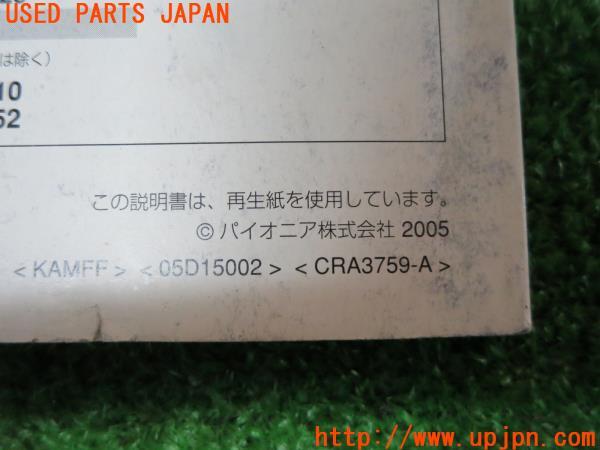 USED PARTS JAPAN
は除く）
10
52
この説明書は、再生紙を使用しています。
© パイオニア株式会社 2005
< KAMFF > < 05D15002 > < CRA3759-A >
http://www.upjpn.com